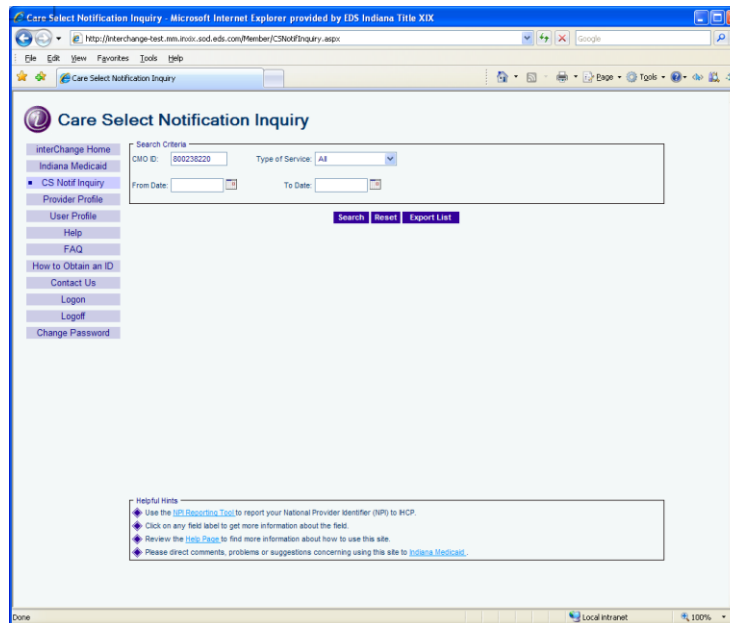 Care Select Notification Inquiry - Microsoft Internet Explorer provided by EDS Indiana Title XIX
http://interchange-test.mm.inxix.sod.eds.com/Member/CSNotifInquiry.aspx
Google
File Edit View Favorites Tools Help
Care Select Notification Inquiry
Page Tools
Care Select Notification Inquiry
interChange Home
Indiana Medicaid
CS Notif Inquiry
Provider Profile
User Profile
Help
FAQ
How to Obtain an ID
Contact Us
Logon
Logoff
Change Password
Search Criteria
CMO ID: 800238220 Type of Service: All
From Date: To Date:
Search Reset Export List
Helpful Hints
Use the NPI Reporting Tool to report your National Provider Identifier (NPI) to IHCP.
Click on any field label to get more information about the field.
Review the Help Page to find more information about how to use this site.
Please direct comments, problems or suggestions concerning using this site to Indiana Medicaid.
Done Local intranet 100%